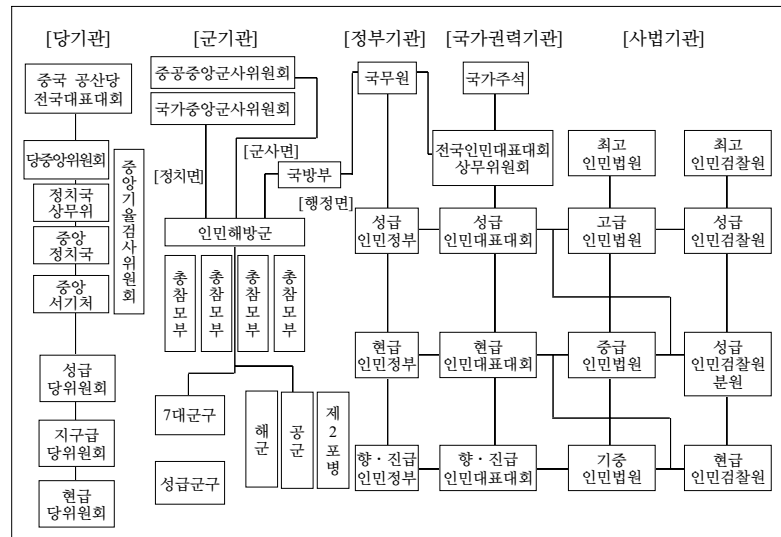 [당기관]
[군기관]
[정부기관]
[국가권력기관]
[사법기관]
중국 공산당
전국대표대회
당중앙위원회
중앙기율검사위원회
정치국
상무위
중앙
정치국
중앙
서기처
성급
당위원회
지구급
당위원회
현급
당위원회
중공중앙군사위원회
국가중앙군사위원회
[정치면]
[군사면]
국방부
[행정면]
인민해방군
총참모부
총참모부
총참모부
총참모부
7대군구
성급군구
해군
공군
제2포병
국무원
성급
인민정부
현급
인민정부
향·진급
인민정부
국가주석
전국인민대표대회
상무위원회
성급
인민대표대회
현급
인민대표대회
향·진급
인민대표대회
최고
인민법원
고급
인민법원
중급
인민법원
기중
인민법원
최고
인민검찰원
성급
인민검찰원
성급
인민검찰원
분원
현급
인민검찰원